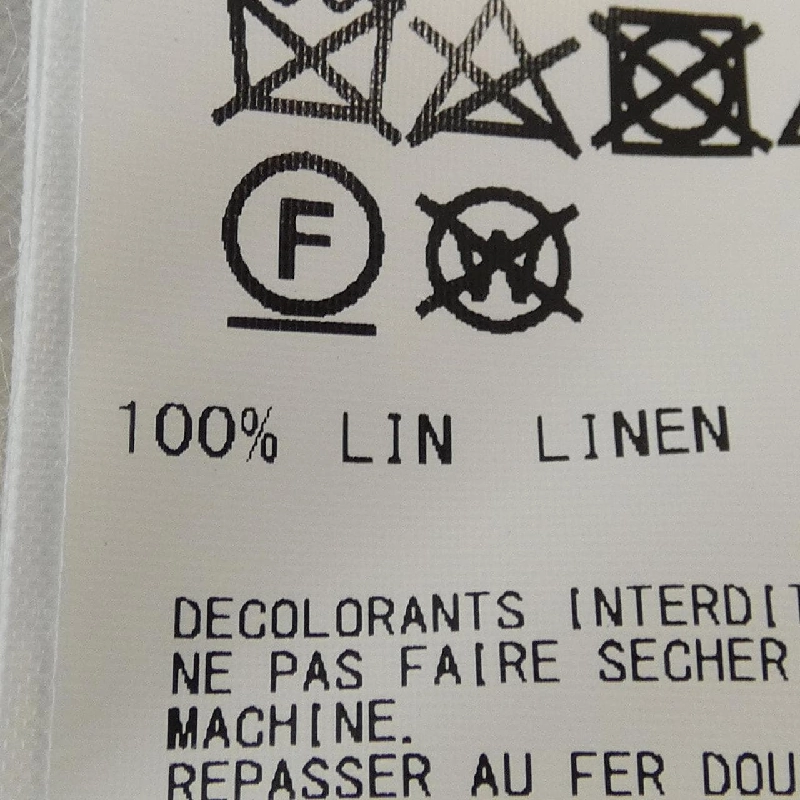 F W
100% LIN LINEN
DECOLORANTS INTERDIT
NE PAS FAIRE SECHER
MACHINE.
REPASSER AU FER DOU